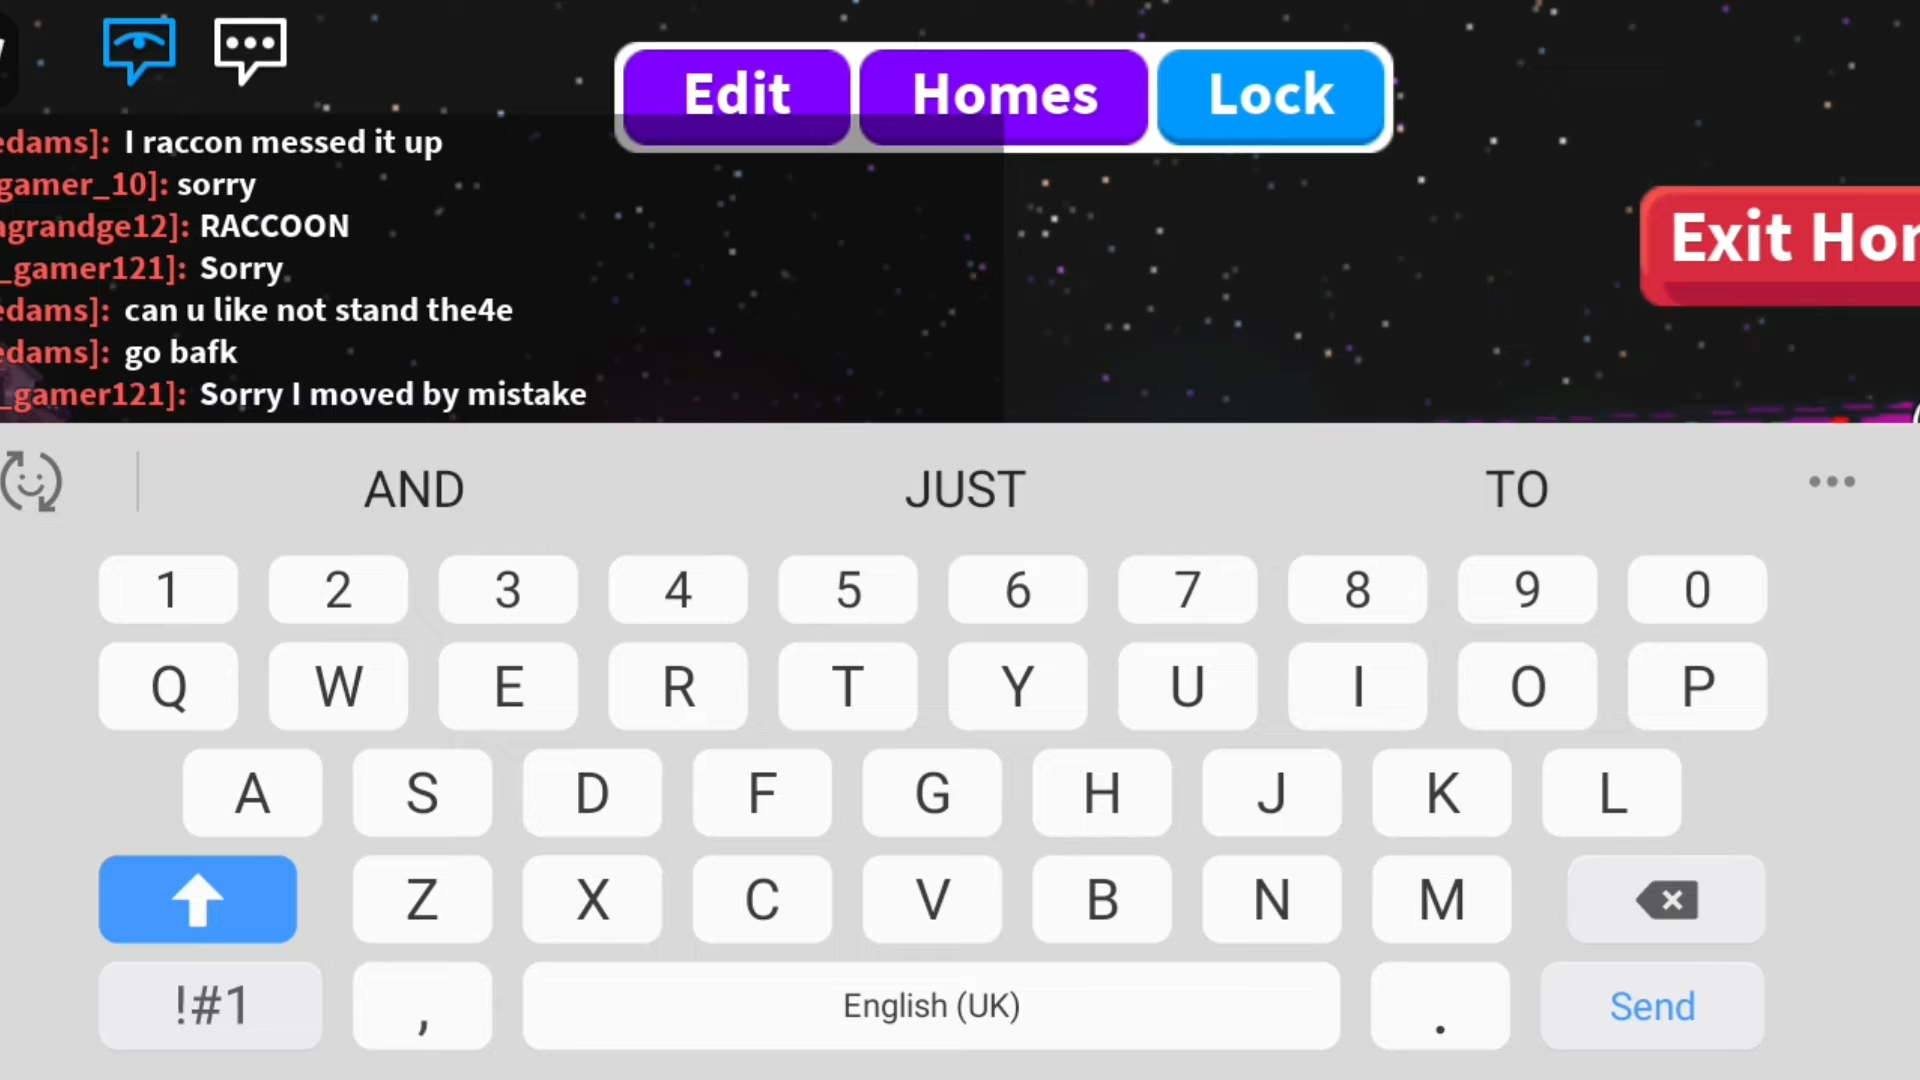 Edit Homes Lock
edams]: I raccon messed it up
gamer_10]: sorry
agrandge12]: RACCOON
_gamer121]: Sorry
edams]: can u like not stand the4e
edams]: go bafk
_gamer121]: Sorry I moved by mistake
Exit Hor
AND JUST TO
1 2 3 4 5 6 7 8 9 0
Q W E R T Y U I O P
A S D F G H J K L
Z X C V B N M
!#1 , English (UK) . Send